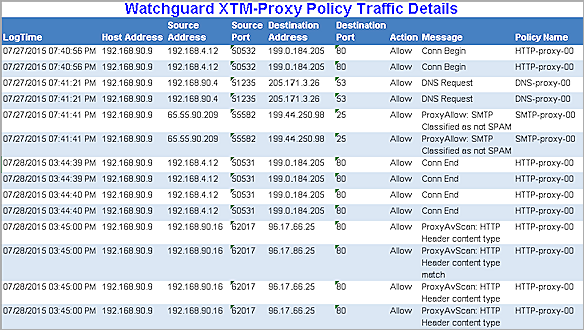 Watchguard XTM-Proxy Policy Traffic Details
LogTime Host Address Source Address Source Port Destination Address Destination Port Action Message Policy Name
07/27/2015 07:40:56 PM 192.168.90.9 192.168.4.12 50532 199.0.184.205 80 Allow Conn Begin HTTP-proxy-00
07/27/2015 07:40:56 PM 192.168.90.9 192.168.4.12 50532 199.0.184.205 80 Allow Conn Begin HTTP-proxy-00
07/27/2015 07:41:21 PM 192.168.90.9 192.168.90.4 51235 205.171.3.26 53 Allow DNS Request DNS-proxy-00
07/27/2015 07:41:21 PM 192.168.90.9 192.168.90.4 51235 205.171.3.26 53 Allow DNS Request DNS-proxy-00
07/27/2015 07:41:41 PM 192.168.90.9 65.55.90.209 55582 199.44.250.98 25 Allow ProxyAllow: SMTP Classified as not SPAM SMTP-proxy-00
07/27/2015 07:41:41 PM 192.168.90.9 65.55.90.209 55582 199.44.250.98 25 Allow ProxyAllow: SMTP Classified as not SPAM SMTP-proxy-00
07/28/2015 03:44:39 PM 192.168.90.9 192.168.4.12 50531 199.0.184.205 80 Allow Conn End HTTP-proxy-00
07/28/2015 03:44:39 PM 192.168.90.9 192.168.4.12 50531 199.0.184.205 80 Allow Conn End HTTP-proxy-00
07/28/2015 03:44:40 PM 192.168.90.9 192.168.4.12 50531 199.0.184.205 80 Allow Conn End HTTP-proxy-00
07/28/2015 03:44:40 PM 192.168.90.9 192.168.4.12 50531 199.0.184.205 80 Allow Conn End HTTP-proxy-00
07/28/2015 03:45:00 PM 192.168.90.9 192.168.90.16 62017 96.17.86.25 80 Allow ProxyAvScan: HTTP Header content type HTTP-proxy-00
07/28/2015 03:45:00 PM 192.168.90.9 192.168.90.16 62017 96.17.86.25 80 Allow ProxyAvScan: HTTP Header content type match HTTP-proxy-00
07/28/2015 03:45:00 PM 192.168.90.9 192.168.90.16 62017 96.17.86.25 80 Allow ProxyAvScan: HTTP Header content type HTTP-proxy-00
07/28/2015 03:45:00 PM 192.168.90.9 192.168.90.16 62017 96.17.86.25 80 Allow ProxyAvScan: HTTP Header content type HTTP-proxy-00